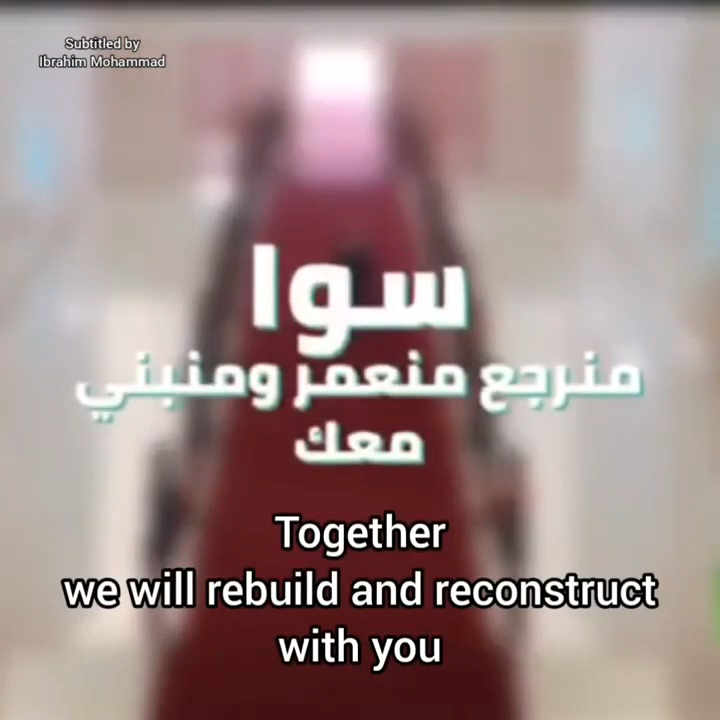 Subtitled by
Ibrahim Mohammad
سوا
منرجع منعمر ومنبني
معك
Together
we will rebuild and reconstruct
with you